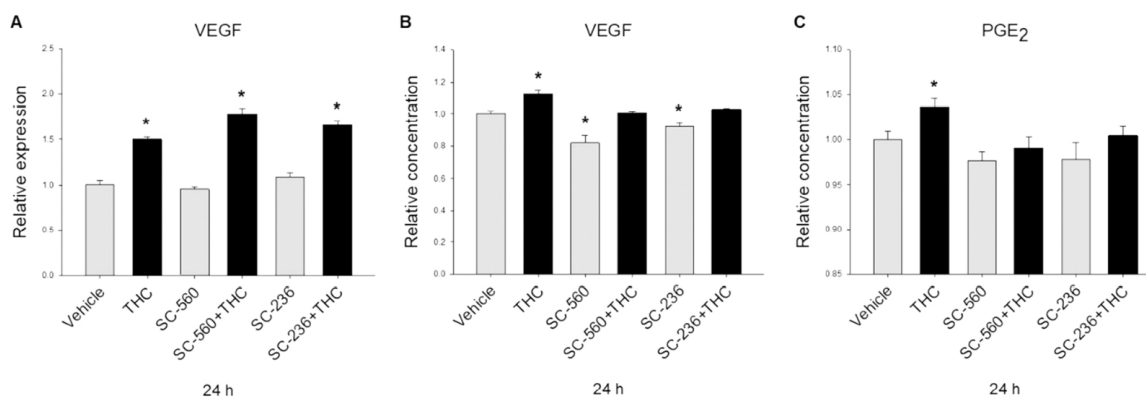 A
VEGF
Relative expression
2.5
2.0
1.5
1.0
0.5
0.0
*
*
*
Vehicle
THC
SC-560
SC-560+THC
SC-236
SC-236+THC
24 h
B
VEGF
Relative concentration
1.4
1.2
1.0
0.8
0.6
0.4
0.2
0.0
*
*
*
Vehicle
THC
SC-560
SC-560+THC
SC-236
SC-236+THC
24 h
C
PGE2
Relative concentration
1.10
1.05
1.00
0.95
0.90
0.85
*
Vehicle
THC
SC-560
SC-560+THC
SC-236
SC-236+THC
24 h